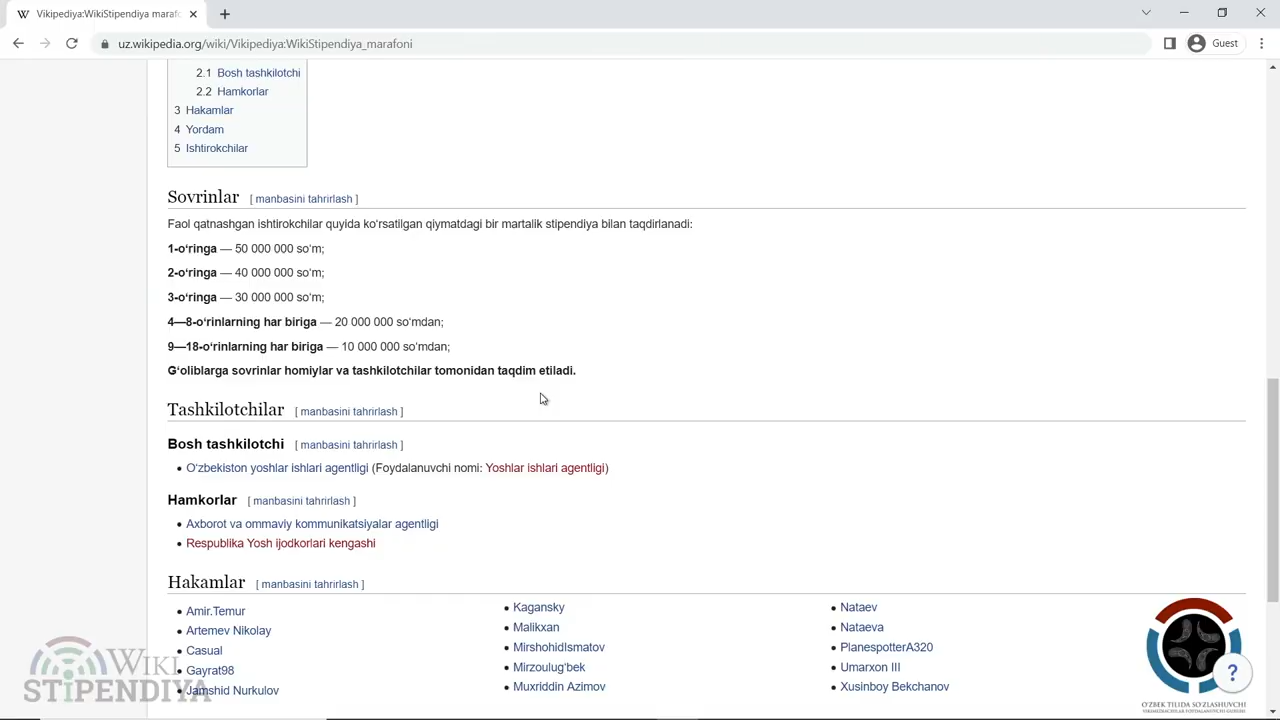 Vikipediya:WikiStipendiya maraf
uz.wikipedia.org/wiki/Vikipediya:WikiStipendiya_marafoni
Guest
2.1 Bosh tashkilotchi
2.2 Hamkorlar
3 Hakamlar
4 Yordam
5 Ishtirokchilar
Sovrinlar [ manbasini tahrirlash ]
Faol qatnashgan ishtirokchilar quyida koʻrsatilgan qiymatdagi bir martalik stipendiya bilan taqdirlanadi:
1-oʻringa — 50 000 000 soʻm;
2-oʻringa — 40 000 000 soʻm;
3-oʻringa — 30 000 000 soʻm;
4—8-oʻrinlarning har biriga — 20 000 000 soʻmdan;
9—18-oʻrinlarning har biriga — 10 000 000 soʻmdan;
Gʻoliblarga sovrinlar homiylar va tashkilotchilar tomonidan taqdim etiladi.
Tashkilotchilar [ manbasini tahrirlash ]
Bosh tashkilotchi [ manbasini tahrirlash ]
• Oʻzbekiston yoshlar ishlari agentligi (Foydalanuvchi nomi: Yoshlar ishlari agentligi)
Hamkorlar [ manbasini tahrirlash ]
• Axborot va ommaviy kommunikatsiyalar agentligi
• Respublika Yosh ijodkorlari kengashi
Hakamlar [ manbasini tahrirlash ]
• Amir.Temur
• Artemev Nikolay
• Casual
• Gayrat98
• Jamshid Nurkulov
• Kagansky
• Malikxan
• MirshohidIsmatov
• Mirzoulugʻbek
• Muxriddin Azimov
• Nataev
• Nataeva
• PlanespotterA320
• Umarxon III
• Xusinboy Bekchanov
WIKI
STIPENDIYA
?
OʻZBEK TILIDA SOʻZLASHUVCHI
VIKIMEDIACHILAR FOYDALANUVCHI GURUHI